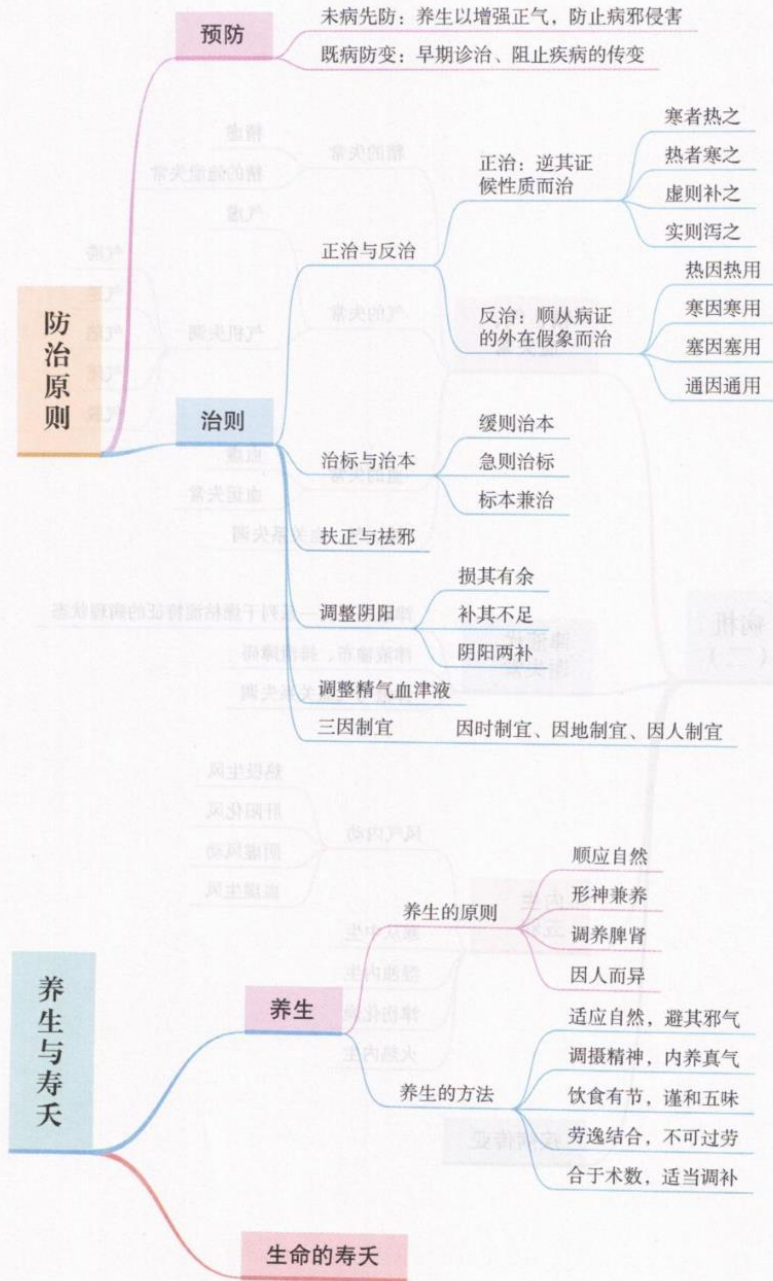 防治原则
预防
未病先防：养生以增强正气，防止病邪侵害
既病防变：早期诊治、阻止疾病的传变
治则
正治与反治
正治：逆其证
候性质而治
寒者热之
热者寒之
虚则补之
实则泻之
反治：顺从病证
的外在假象而治
热因热用
寒因寒用
塞因塞用
通因通用
治标与治本
缓则治本
急则治标
标本兼治
扶正与祛邪
调整阴阳
损其有余
补其不足
阴阳两补
调整精气血津液
三因制宜
因时制宜、因地制宜、因人制宜
养生与寿夭
养生
养生的原则
顺应自然
形神兼养
调养脾肾
因人而异
养生的方法
适应自然，避其邪气
调摄精神，内养真气
饮食有节，谨和五味
劳逸结合，不可过劳
合于术数，适当调补
生命的寿夭